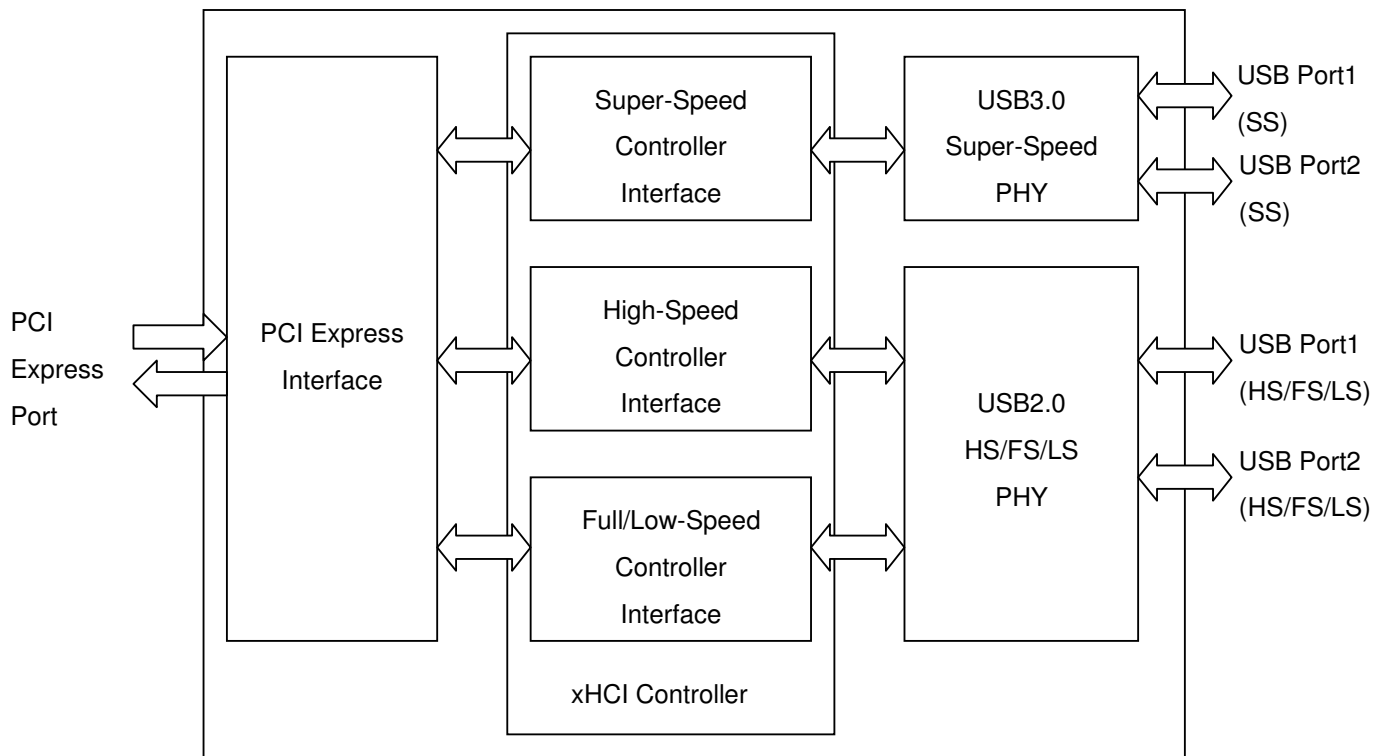 PCI
Express
Port
PCI Express
Interface
Super-Speed
Controller
Interface
High-Speed
Controller
Interface
Full/Low-Speed
Controller
Interface
xHCI Controller
USB3.0
Super-Speed
PHY
USB2.0
HS/FS/LS
PHY
USB Port1
(SS)
USB Port2
(SS)
USB Port1
(HS/FS/LS)
USB Port2
(HS/FS/LS)